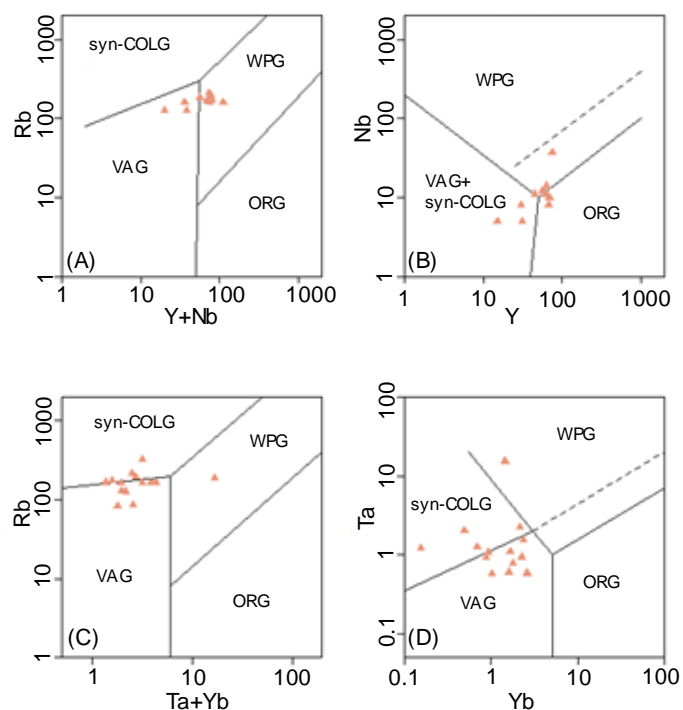 1000
100
10
1
Rb
syn-COLG
WPG
VAG
ORG
(A)
1 10 100 1000
Y+Nb
1000
100
10
1
Nb
WPG
VAG+
syn-COLG
ORG
(B)
1 10 100 1000
Y
1000
100
10
1
Rb
syn-COLG
WPG
VAG
ORG
(C)
1 10 100
Ta+Yb
100
10
1
0.1
Ta
WPG
syn-COLG
VAG
ORG
(D)
0.1 1 10 100
Yb